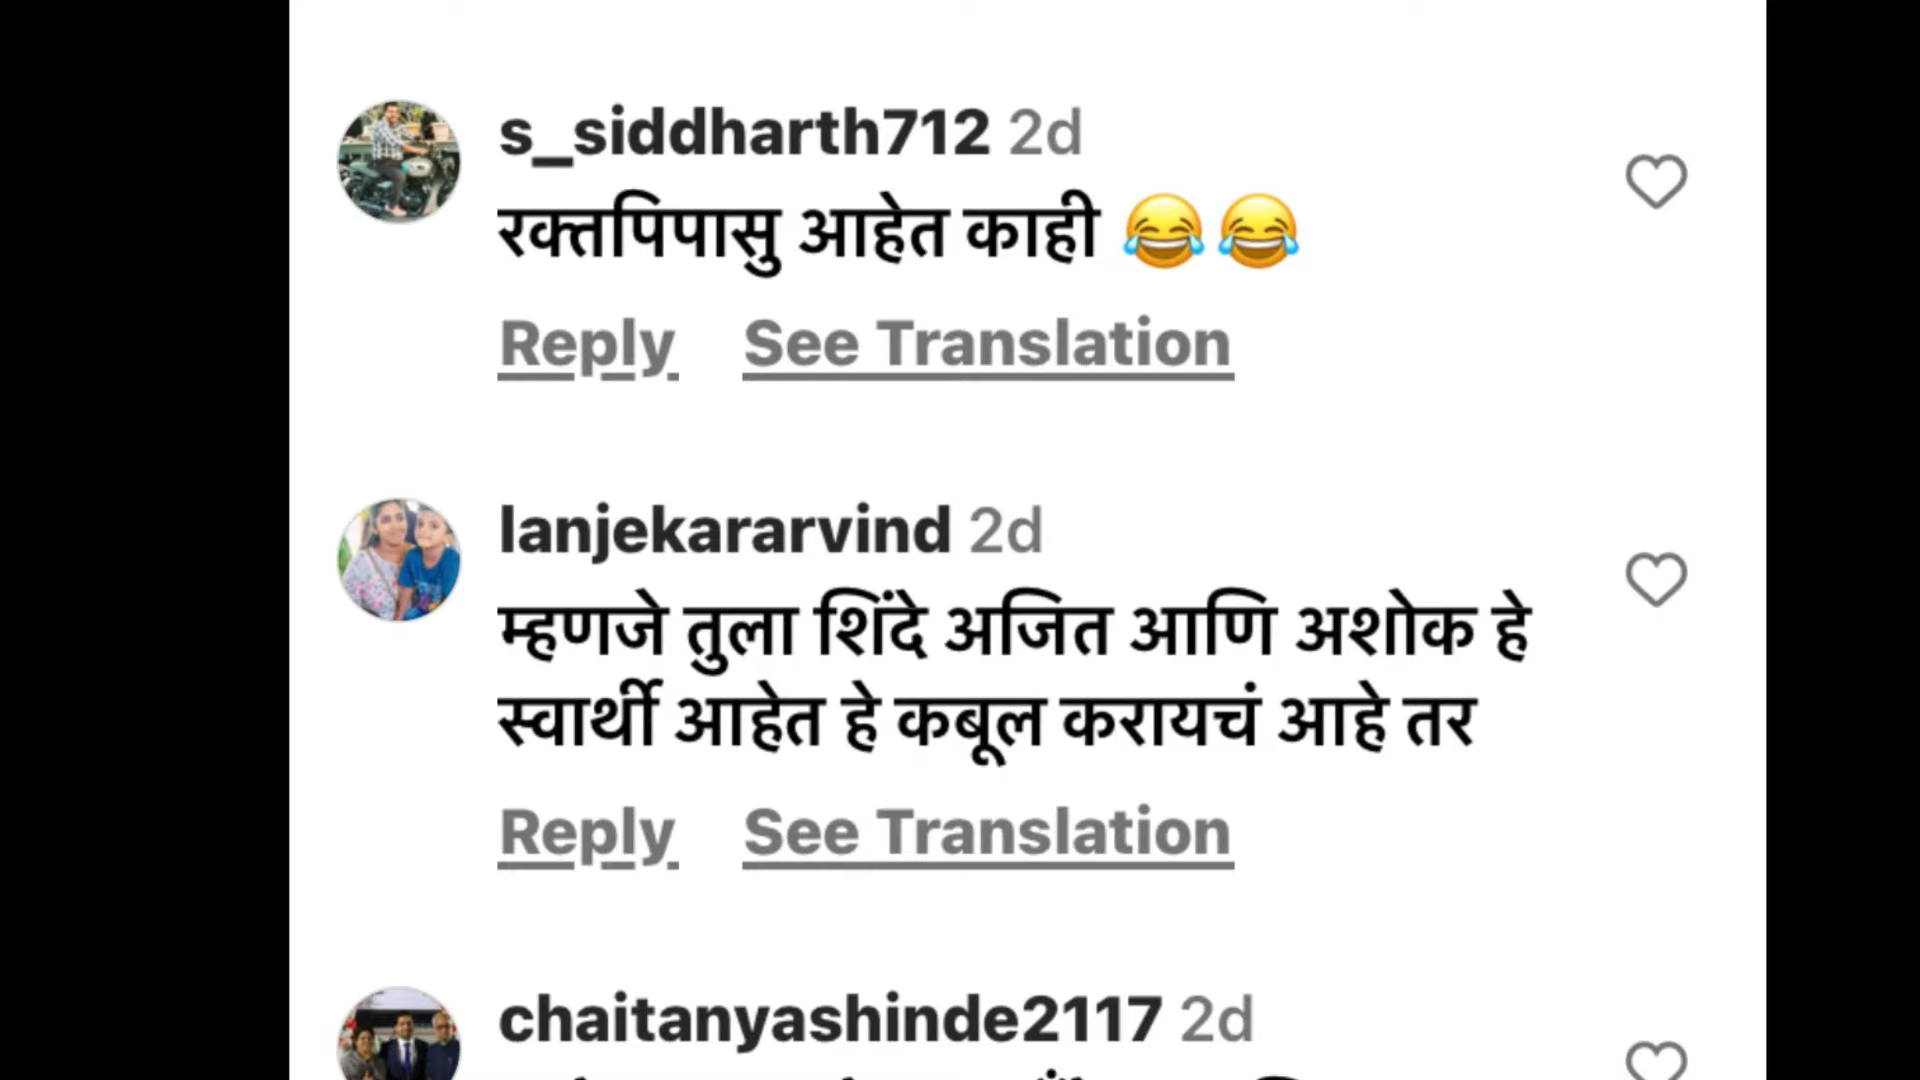 s_siddharth712 2d
रक्तपिपासु आहेत काही 😂😂
Reply See Translation
lanjekararvind 2d
म्हणजे तुला शिंदे अजित आणि अशोक हे
स्वार्थी आहेत हे कबूल करायचं आहे तर
Reply See Translation
chaitanyashinde2117 2d